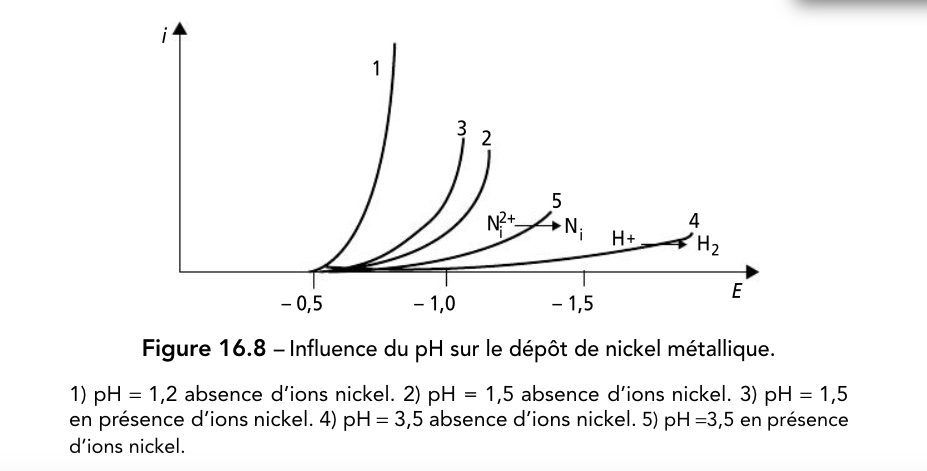 i
1
3
2
5
4
Ni2+ Ni
H+ H2
E
– 0,5
– 1,0
– 1,5
Figure 16.8 – Influence du pH sur le dépôt de nickel métallique.
1) pH = 1,2 absence d’ions nickel. 2) pH = 1,5 absence d’ions nickel. 3) pH = 1,5
en présence d’ions nickel. 4) pH = 3,5 absence d’ions nickel. 5) pH =3,5 en présence
d’ions nickel.